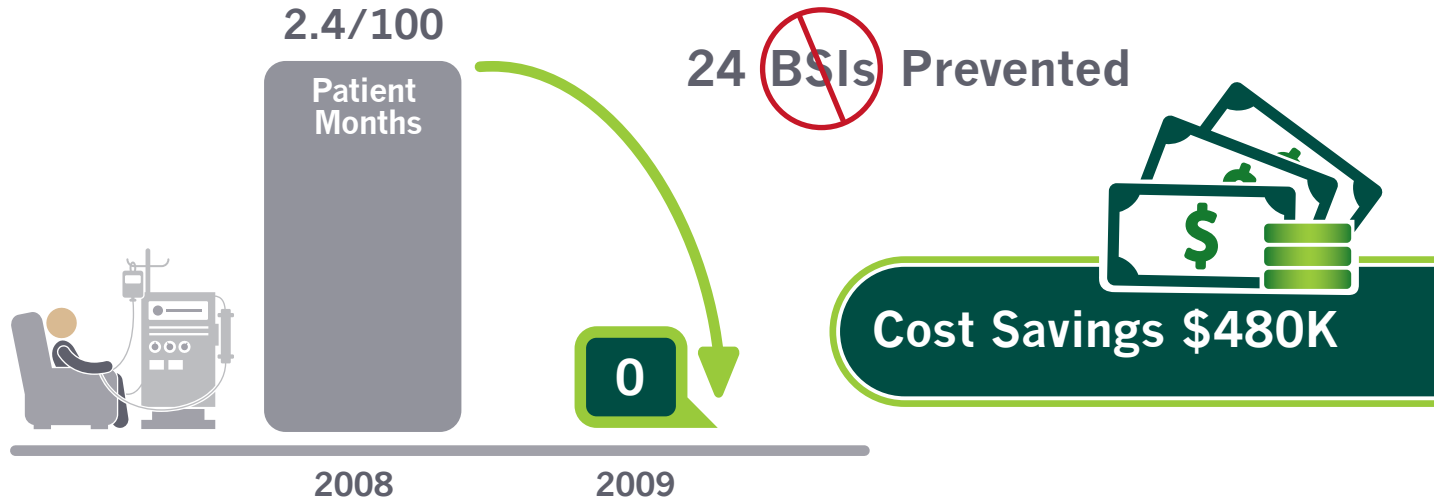 2.4/100
Patient
Months
24 BSIs Prevented
$
Cost Savings $480K
0
2008
2009